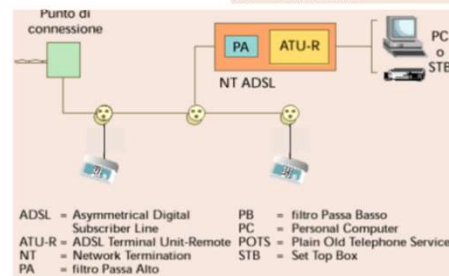 Punto di
connessione
PA
ATU-R
NT ADSL
PC
o
STB
ADSL = Asymmetrical Digital
Subscriber Line
ATU-R = ADSL Terminal Unit-Remote
NT = Network Termination
PA = filtro Passa Alto
PB = filtro Passa Basso
PC = Personal Computer
POTS = Plain Old Telephone Service
STB = Set Top Box